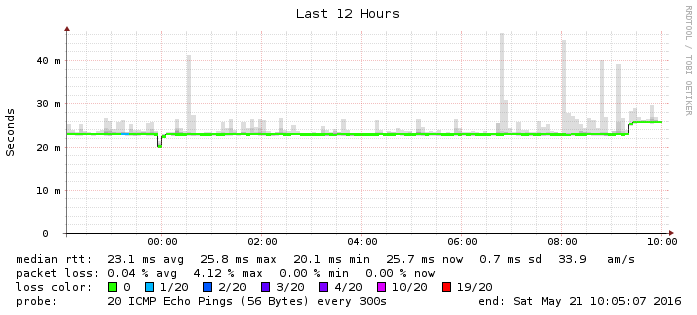 Last 12 Hours
RRDTOOL / TOBI OETIKER
Seconds
40 m
30 m
20 m
10 m
0
00:00 02:00 04:00 06:00 08:00 10:00
median rtt: 23.1 ms avg 25.8 ms max 20.1 ms min 25.7 ms now 0.7 ms sd 33.9 am/s
packet loss: 0.04 % avg 4.12 % max 0.00 % min 0.00 % now
loss color: 0 1/20 2/20 3/20 4/20 10/20 19/20
probe: 20 ICMP Echo Pings (56 Bytes) every 300s end: Sat May 21 10:05:07 2016